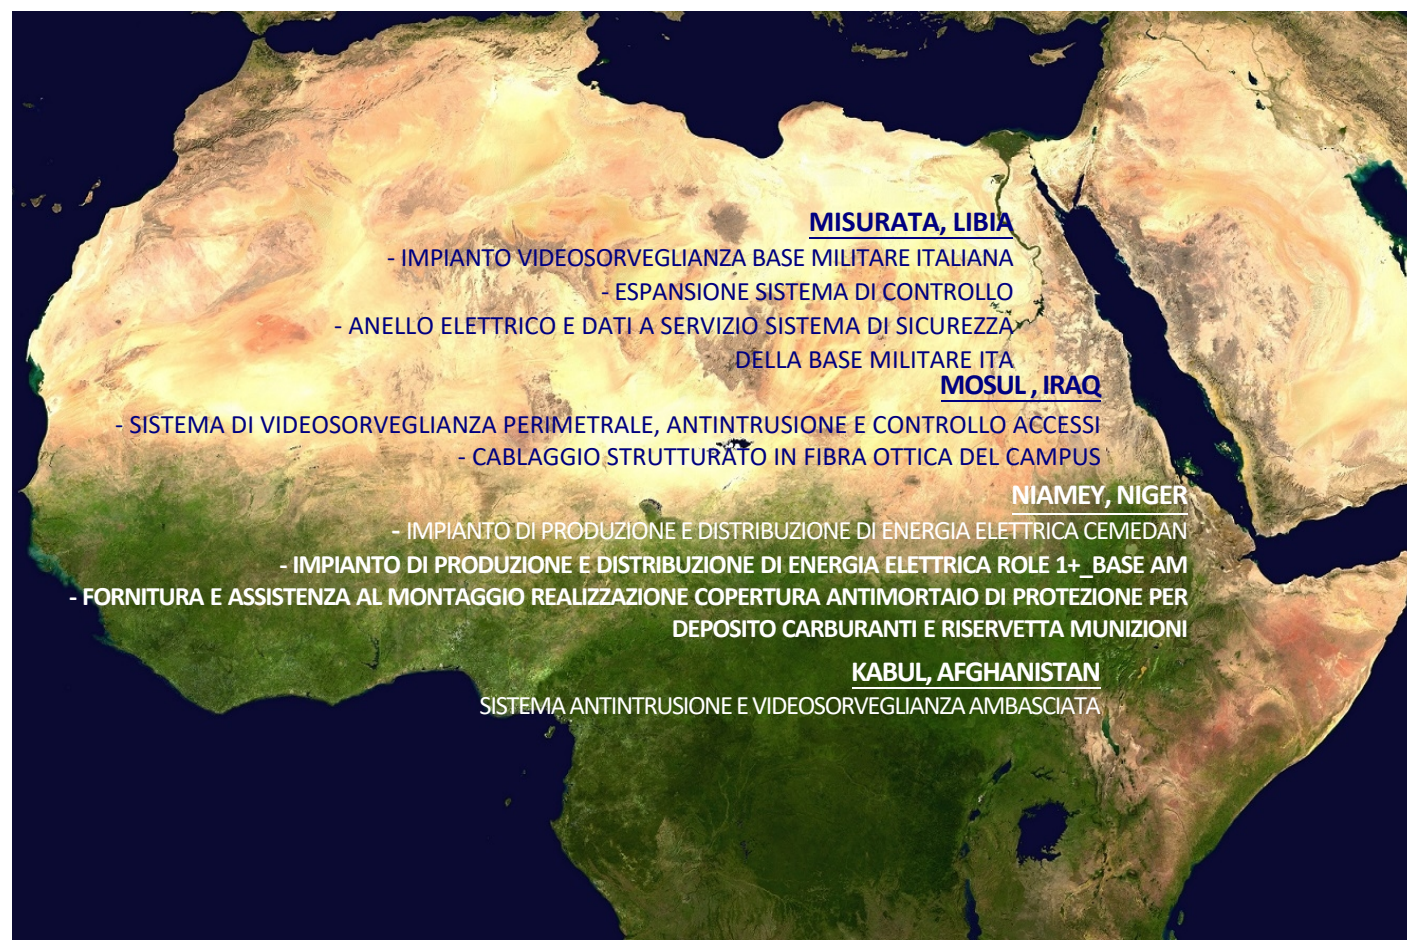 MISURATA, LIBIA
- IMPIANTO VIDEOSORVEGLIANZA BASE MILITARE ITALIANA
- ESPANSIONE SISTEMA DI CONTROLLO
- ANELLO ELETTRICO E DATI A SERVIZIO SISTEMA DI SICUREZZA
DELLA BASE MILITARE ITA
MOSUL , IRAQ
- SISTEMA DI VIDEOSORVEGLIANZA PERIMETRALE, ANTINTRUSIONE E CONTROLLO ACCESSI
- CABLAGGIO STRUTTURATO IN FIBRA OTTICA DEL CAMPUS
NIAMEY, NIGER
- IMPIANTO DI PRODUZIONE E DISTRIBUZIONE DI ENERGIA ELETTRICA CEMEDAN
- IMPIANTO DI PRODUZIONE E DISTRIBUZIONE DI ENERGIA ELETTRICA ROLE 1+_BASE AM
- FORNITURA E ASSISTENZA AL MONTAGGIO REALIZZAZIONE COPERTURA ANTIMORTAIO DI PROTEZIONE PER
DEPOSITO CARBURANTI E RISERVETTA MUNIZIONI
KABUL, AFGHANISTAN
SISTEMA ANTINTRUSIONE E VIDEOSORVEGLIANZA AMBASCIATA